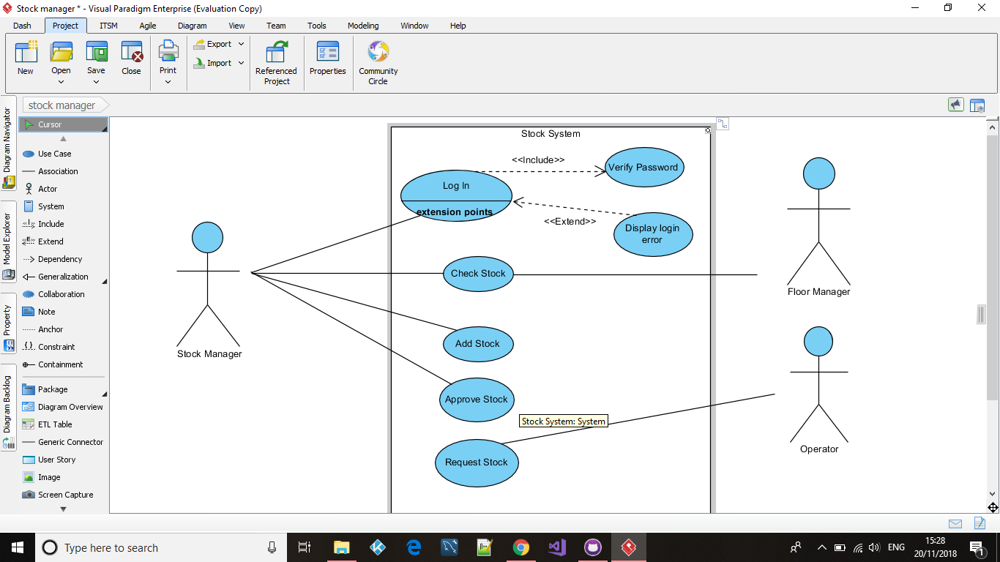 Stock manager * - Visual Paradigm Enterprise (Evaluation Copy)
Dash Project ITSM Agile Diagram View Team Tools Modeling Window Help
New Open Save Close Print
Export
Import
Referenced
Project
Properties
Community
Circle
stock manager
Diagram Navigator
Model Explorer
Property
Diagram Backlog
Cursor
Use Case
Association
Actor
System
Include
Extend
Dependency
Generalization
Collaboration
Note
Anchor
Constraint
Containment
Package
Diagram Overview
ETL Table
Generic Connector
User Story
Image
Screen Capture
Stock System
<<Include>>
Verify Password
Log In
extension points
<<Extend>>
Display login
error
Check Stock
Add Stock
Approve Stock
Stock System: System
Request Stock
Stock Manager
Floor Manager
Operator
Type here to search
ENG
15:28
20/11/2018
1